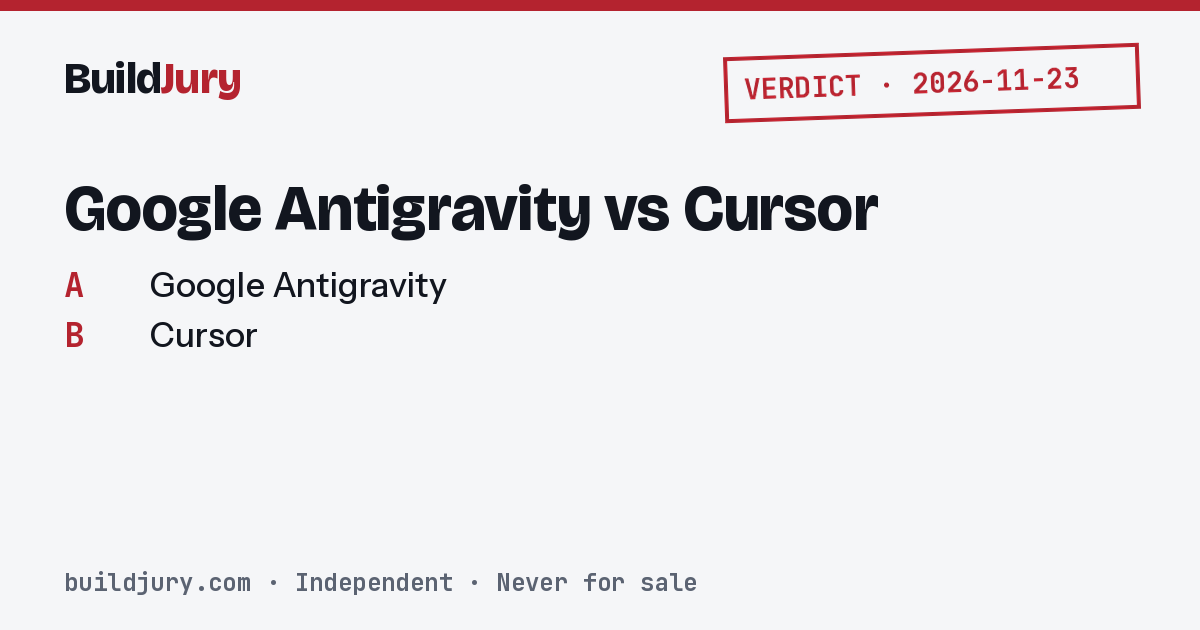 BuildJury
VERDICT · 2026-11-23
Google Antigravity vs Cursor
A Google Antigravity
B Cursor
buildjury.com · Independent · Never for sale